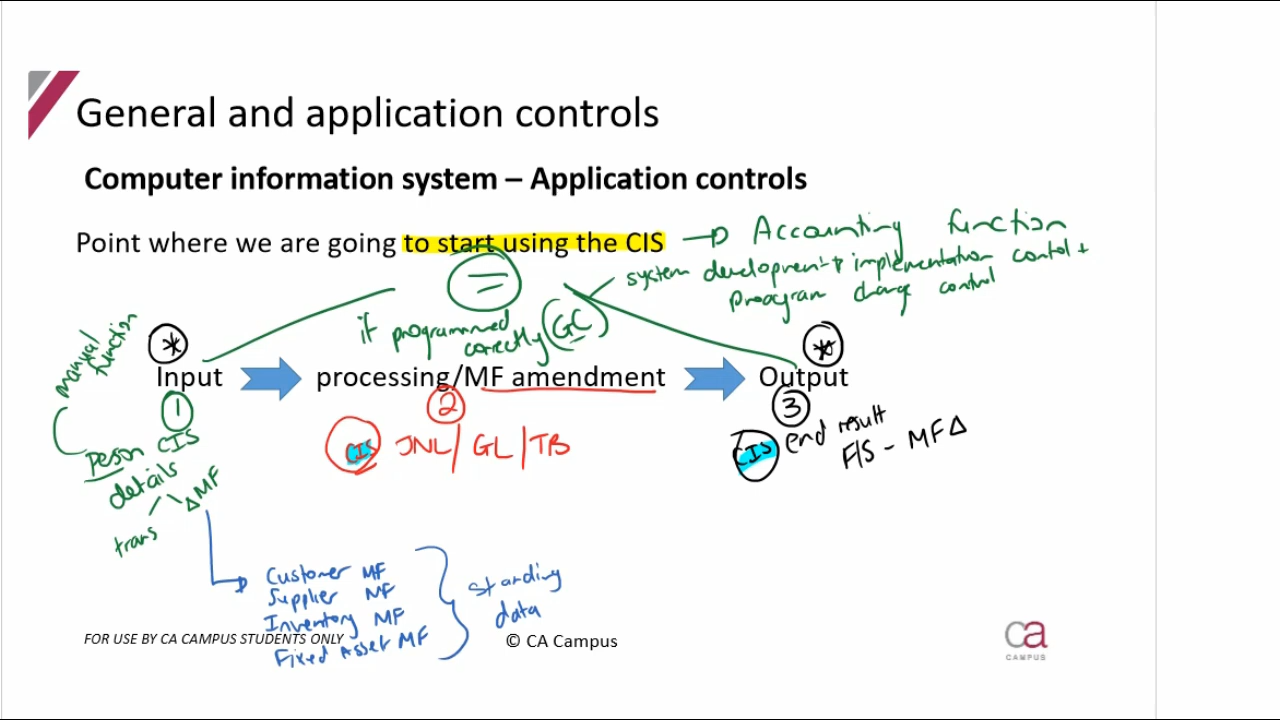 General and application controls
Computer information system – Application controls
Point where we are going to start using the CIS → Accounting function
system development + implementation control +
program change control
=
if programmed
correctly GC
manual
function
* *
Input processing/MF amendment Output
1 2 3
person CIS
details
trans ΔMF
CIS JNL/ GL/TB
CIS end result
F/S - MFΔ
Customer MF
Supplier MF
Inventory MF
Fixed Asset MF
standing
data
FOR USE BY CA CAMPUS STUDENTS ONLY
© CA Campus
ca
CAMPUS